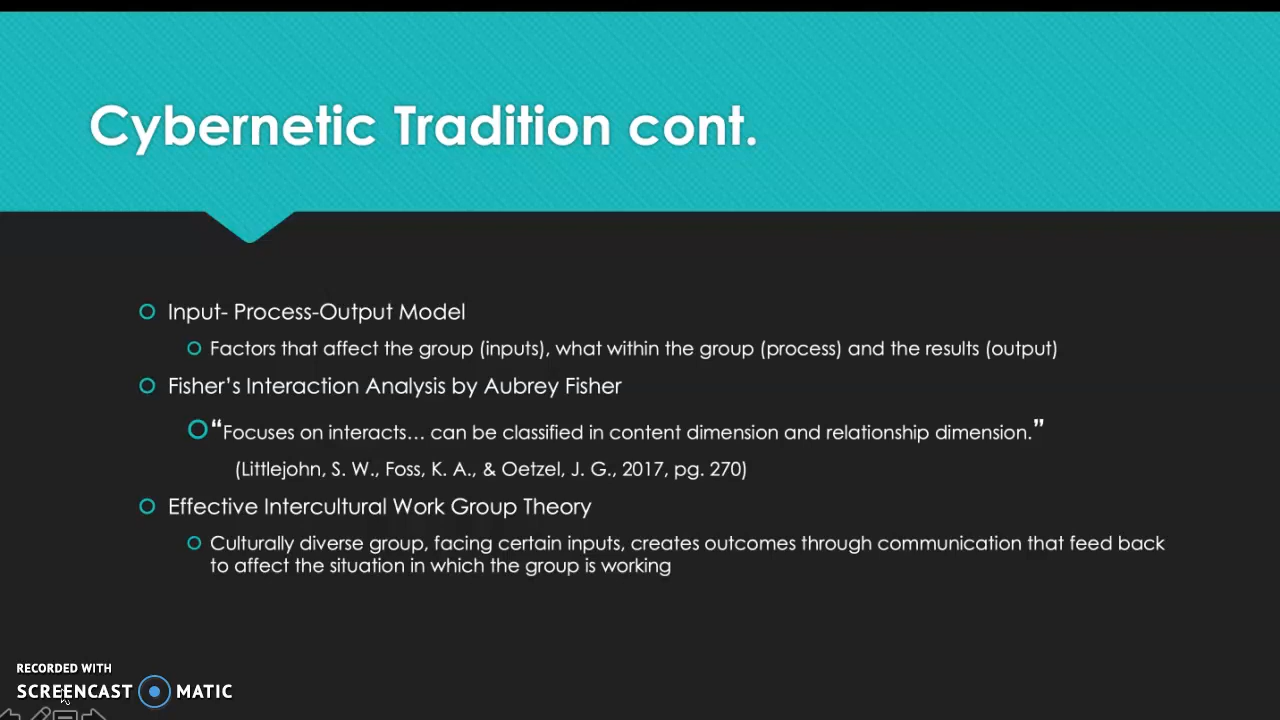 Cybernetic Tradition cont.
Input- Process-Output Model
Factors that affect the group (inputs), what within the group (process) and the results (output)
Fisher’s Interaction Analysis by Aubrey Fisher
“Focuses on interacts… can be classified in content dimension and relationship dimension.”
(Littlejohn, S. W., Foss, K. A., & Oetzel, J. G., 2017, pg. 270)
Effective Intercultural Work Group Theory
Culturally diverse group, facing certain inputs, creates outcomes through communication that feed back
to affect the situation in which the group is working
RECORDED WITH
SCREENCAST MATIC